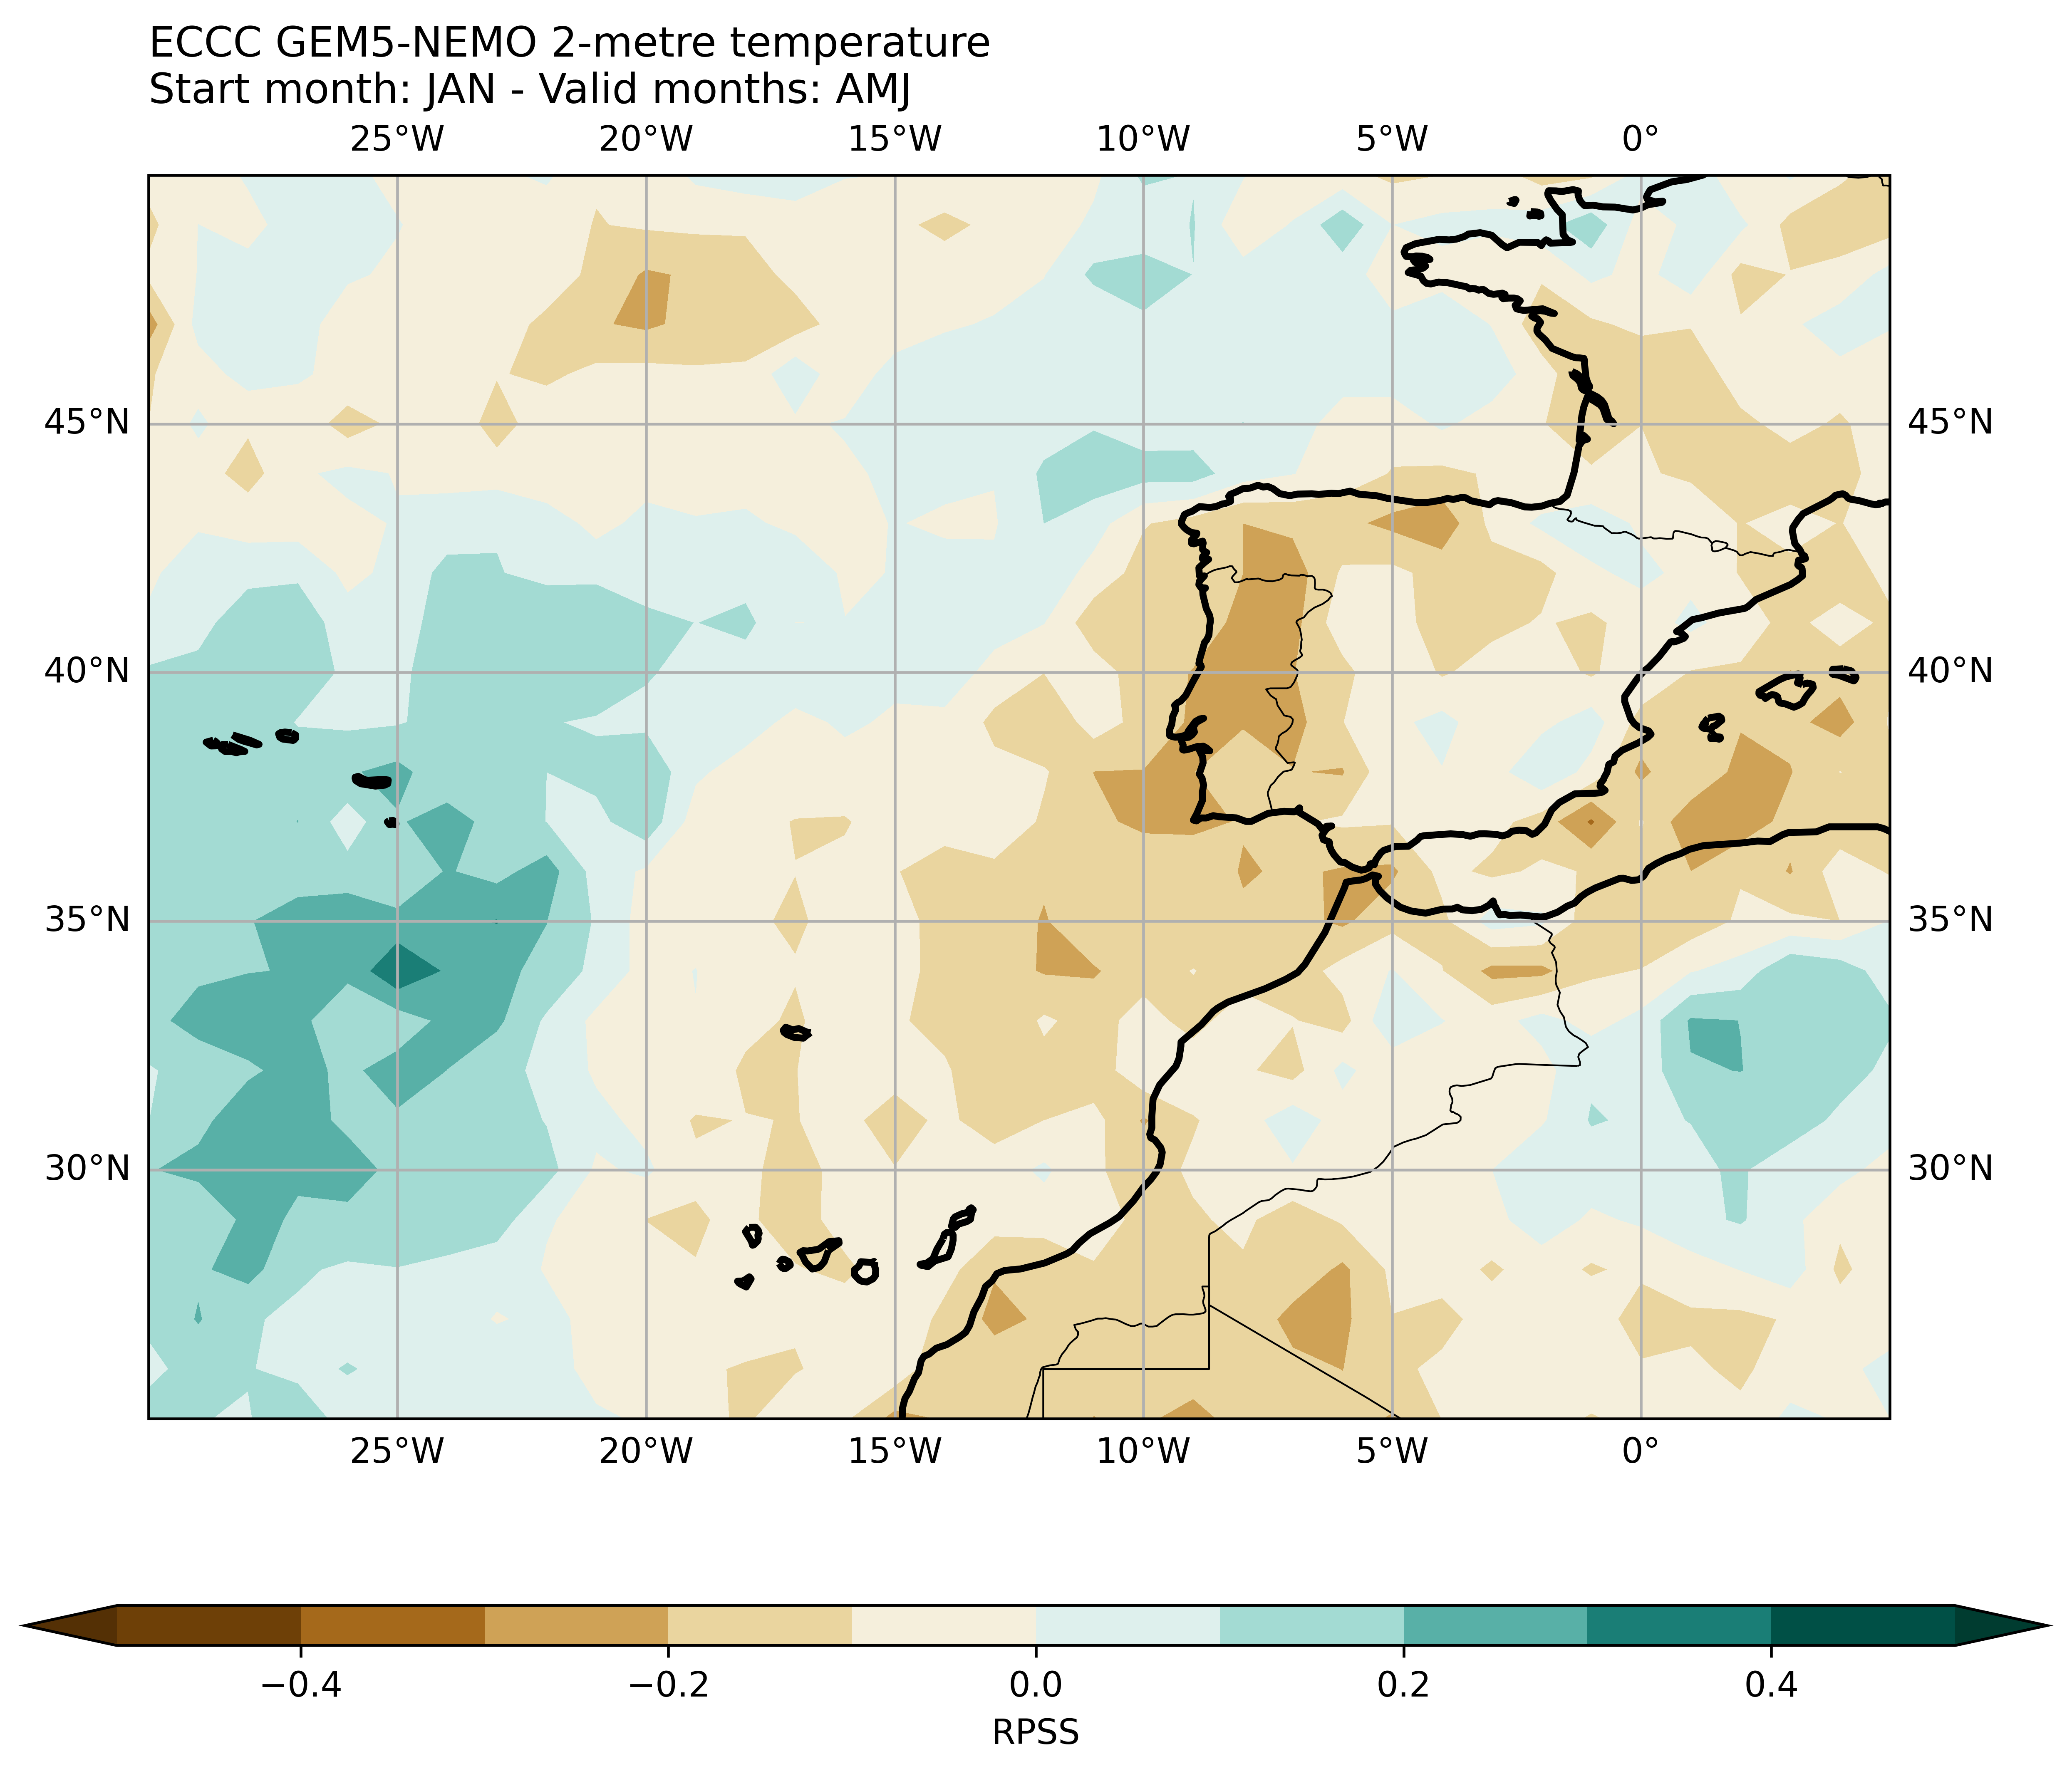 ECCC GEM5-NEMO 2-metre temperature
Start month: JAN - Valid months: AMJ
25°W 20°W 15°W 10°W 5°W 0°
45°N 45°N
40°N 40°N
35°N 35°N
30°N 30°N
25°W 20°W 15°W 10°W 5°W 0°
−0.4 −0.2 0.0 0.2 0.4
RPSS